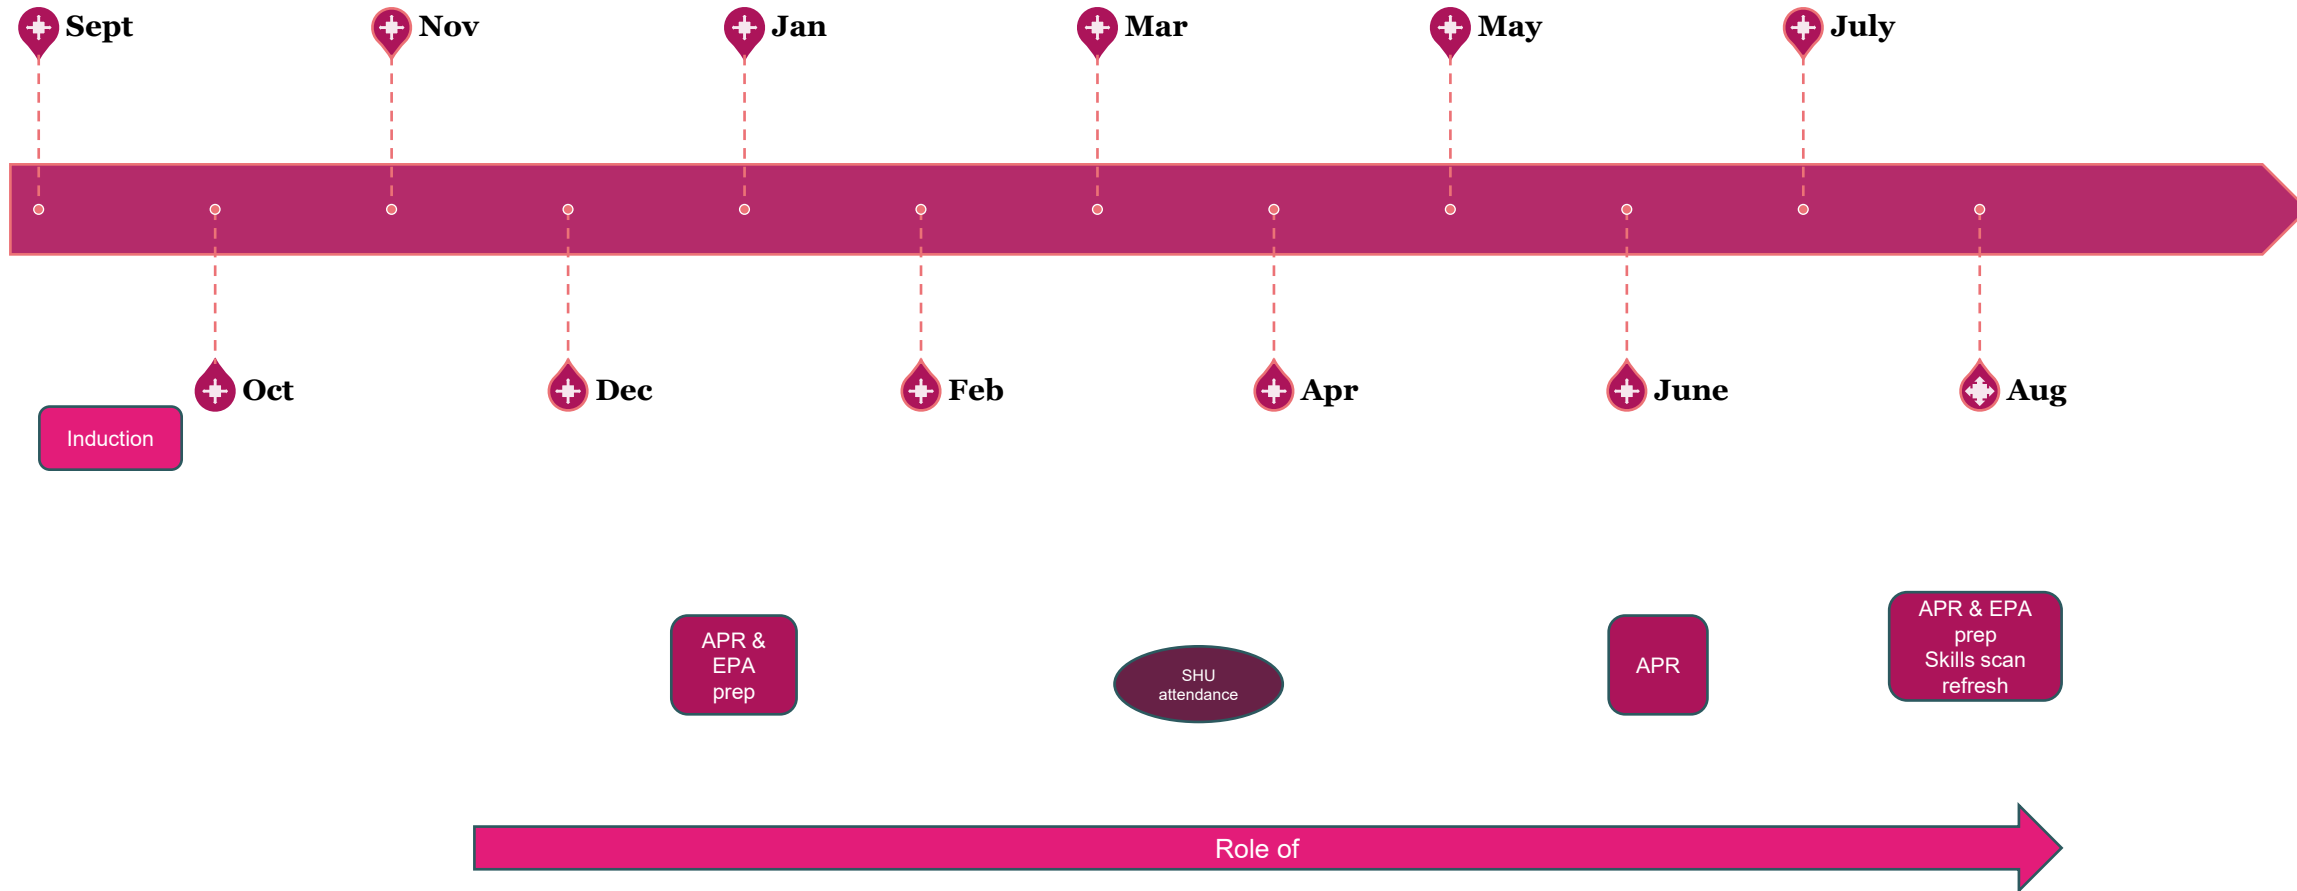 Sept
Nov
Jan
Mar
May
July
Oct
Dec
Feb
Apr
June
Aug
Induction
APR &
EPA
prep
SHU
attendance
APR
APR & EPA
prep
Skills scan
refresh
Role of